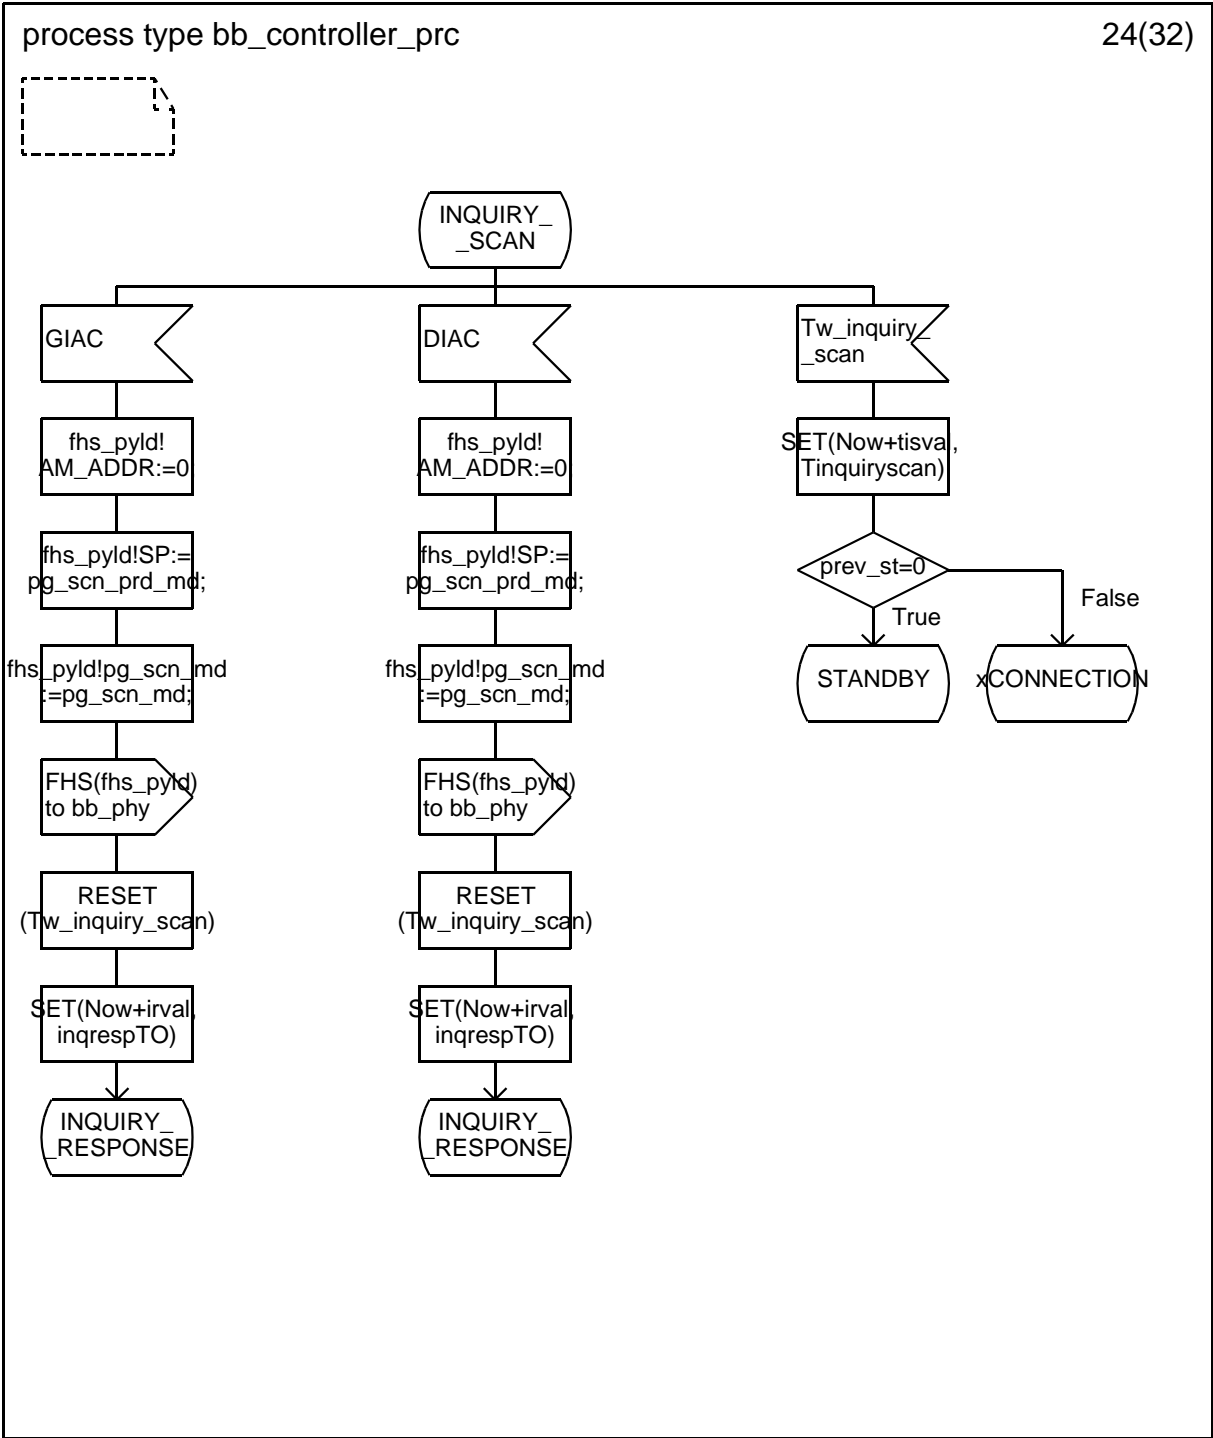 process type bb_controller_prc
24(32)
INQUIRY_
_SCAN
GIAC
DIAC
Tw_inquiry_
_scan
fhs_pyld!
AM_ADDR:=0
fhs_pyld!
AM_ADDR:=0
SET(Now+tisval,
Tinquiryscan)
fhs_pyld!SP:=
pg_scn_prd_md;
fhs_pyld!SP:=
pg_scn_prd_md;
prev_st=0
True
False
fhs_pyld!pg_scn_md
:=pg_scn_md;
fhs_pyld!pg_scn_md
:=pg_scn_md;
STANDBY
xCONNECTION
FHS(fhs_pyld)
to bb_phy
FHS(fhs_pyld)
to bb_phy
RESET
(Tw_inquiry_scan)
RESET
(Tw_inquiry_scan)
SET(Now+irval,
inqrespTO)
SET(Now+irval,
inqrespTO)
INQUIRY_
_RESPONSE
INQUIRY_
_RESPONSE